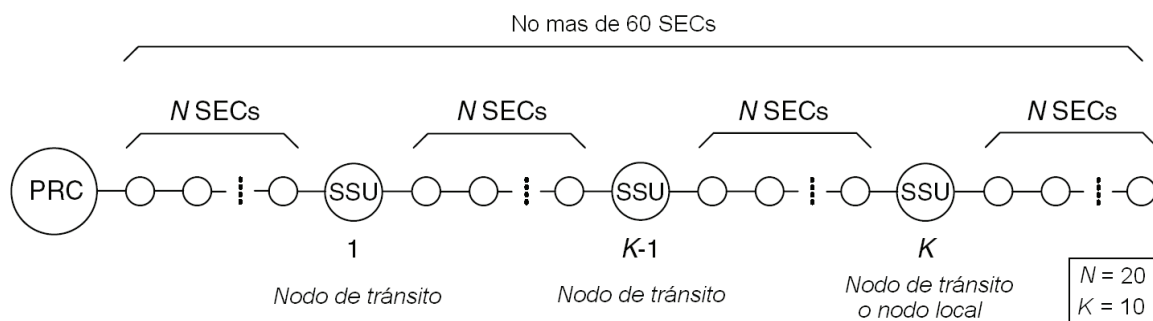 No mas de 60 SECs
N SECs N SECs N SECs N SECs
PRC SSU SSU SSU
1 K-1 K
Nodo de tránsito Nodo de tránsito Nodo de tránsito
o nodo local
N = 20
K = 10